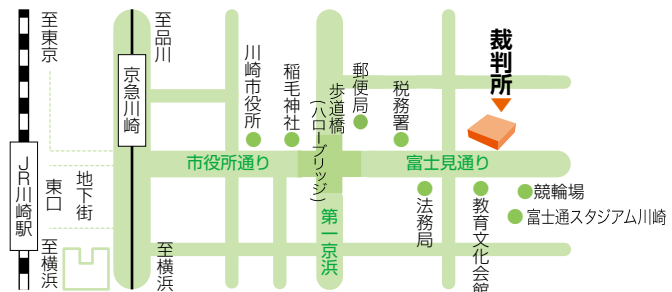 至東京
至品川
京急川崎
JR川崎駅
東口
地下街
至横浜
至横浜
川崎市役所
稲毛神社
歩道橋
(ハローブリッジ)
郵便局
税務署
裁判所
市役所通り
富士見通り
第一京浜
法務局
教育文化会館
競輪場
富士通スタジアム川崎